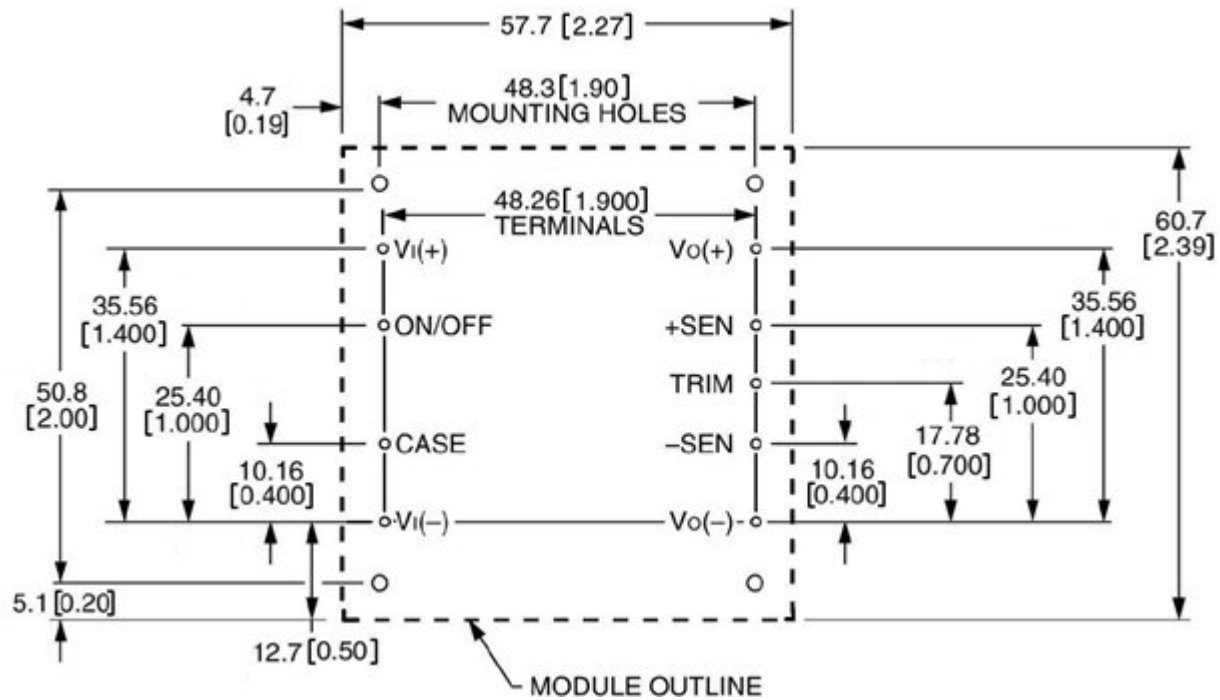 57.7 [2.27]
48.3[1.90]
MOUNTING HOLES
4.7
[0.19]
48.26[1.900]
TERMINALS
60.7
[2.39]
VI(+)
VO(+)
35.56
[1.400]
35.56
[1.400]
ON/OFF
+SEN
50.8
[2.00]
25.40
[1.000]
TRIM
25.40
[1.000]
CASE
–SEN
17.78
[0.700]
10.16
[0.400]
10.16
[0.400]
VI(–)
VO(–)
5.1[0.20]
12.7[0.50]
MODULE OUTLINE